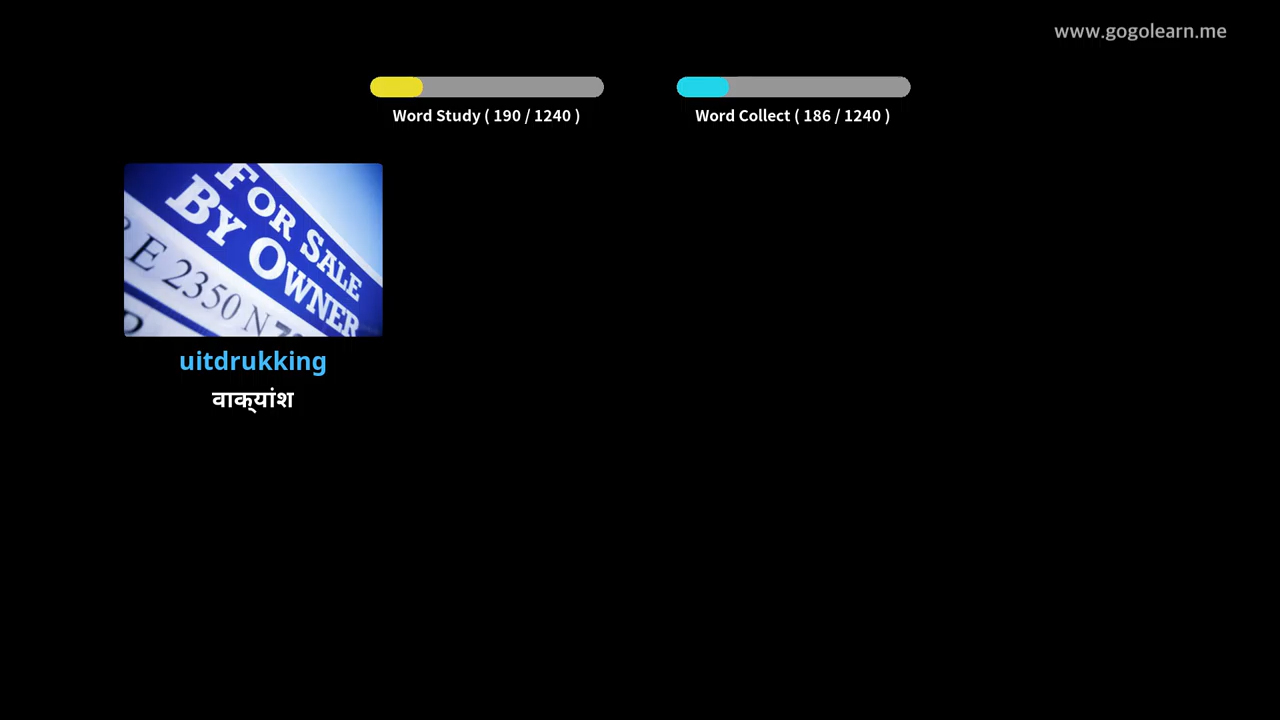 www.gogolearn.me
Word Study ( 190 / 1240 )
Word Collect ( 186 / 1240 )
FOR SALE
BY OWNER
E 2350 N
uitdrukking
वाक्यांश